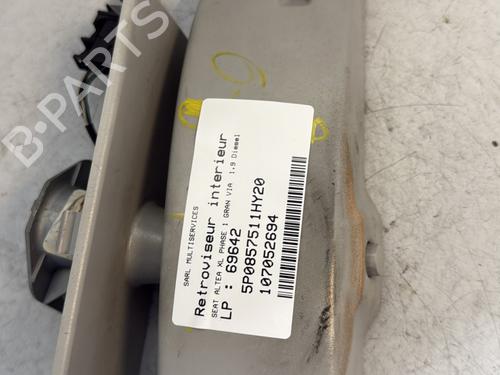 B-PARTS
SARL MULTISERVICES
Retroviseur interieur
SEAT ALTEA XL PHASE 1 GRAN VIA 1.9 Diesel
LP : 69642
5P0857511HY20
107052694